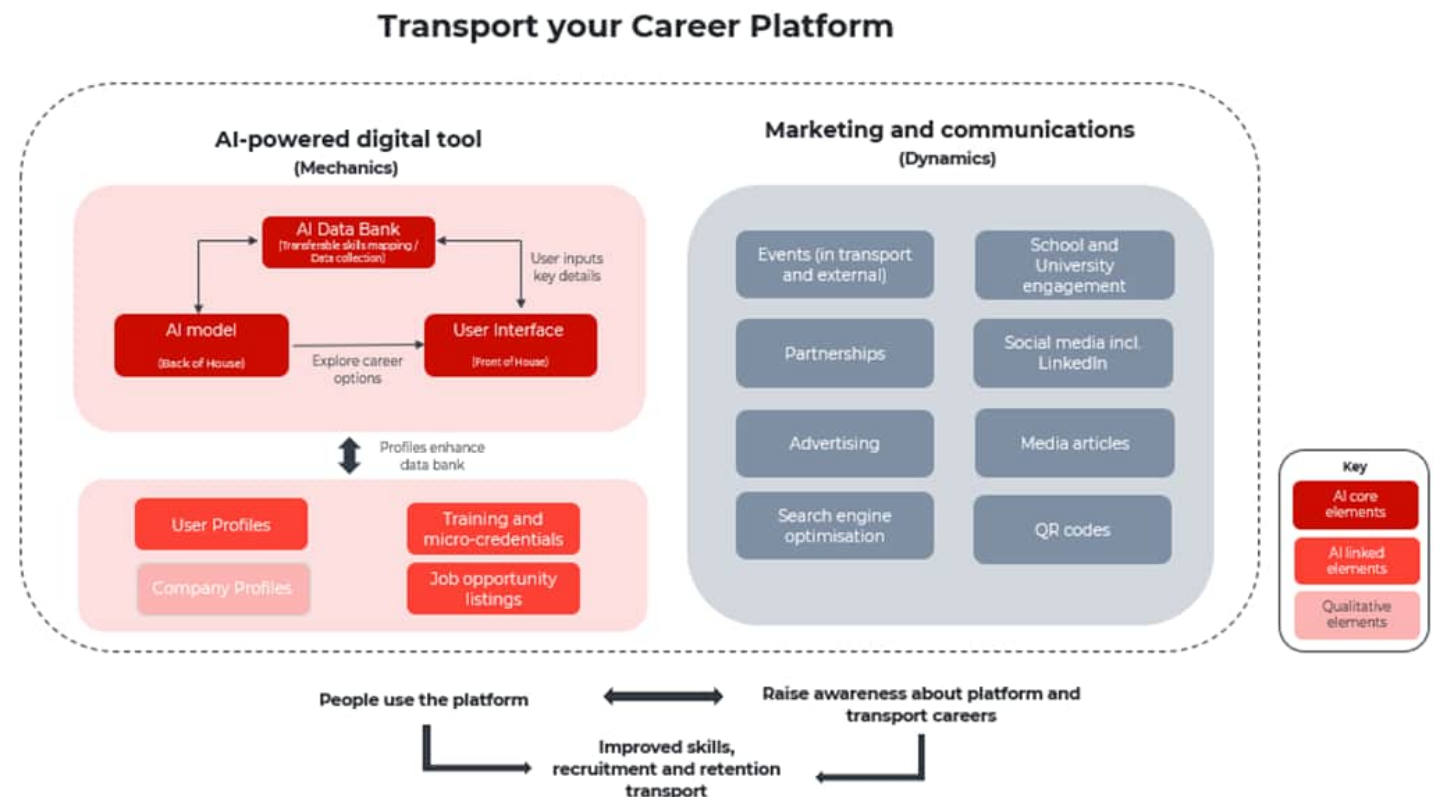 Transport your Career Platform
AI-powered digital tool
(Mechanics)
AI Data Bank
(Transferable skills mapping /
Data collection)
User inputs
key details
AI model
(Back of House)
Explore career
options
User Interface
(Front of House)
Profiles enhance
data bank
User Profiles
Training and
micro-credentials
Company Profiles
Job opportunity
listings
Marketing and communications
(Dynamics)
Events (in transport
and external)
School and
University
engagement
Partnerships
Social media incl.
LinkedIn
Advertising
Media articles
Search engine
optimisation
QR codes
Key
AI core
elements
AI linked
elements
Qualitative
elements
People use the platform
Raise awareness about platform and
transport careers
Improved skills,
recruitment and retention
transport